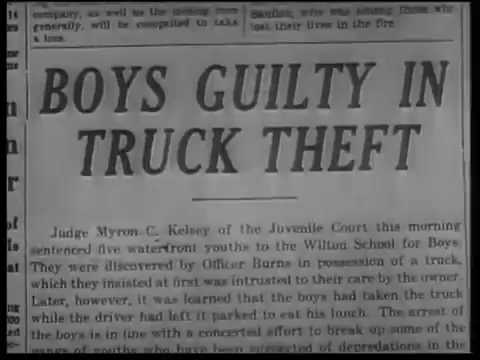 company, as well as the
generally, will be compelled to take
a loss.
who was among those who
lost their lives in the fire
BOYS GUILTY IN
TRUCK THEFT
Judge Myron C. Kelsey of the Juvenile Court this morning
sentenced five waterfront youths to the Wilton School for Boys.
They were discovered by Officer Burns in possession of a truck,
which they insisted at first was intrusted to their care by the owner.
Later, however, it was learned that the boys had taken the truck
while the driver had left it parked to eat his lunch. The arrest of
the boys is in line with a concerted effort to break up some of the
gangs of youths who have been suspected of depredations in the